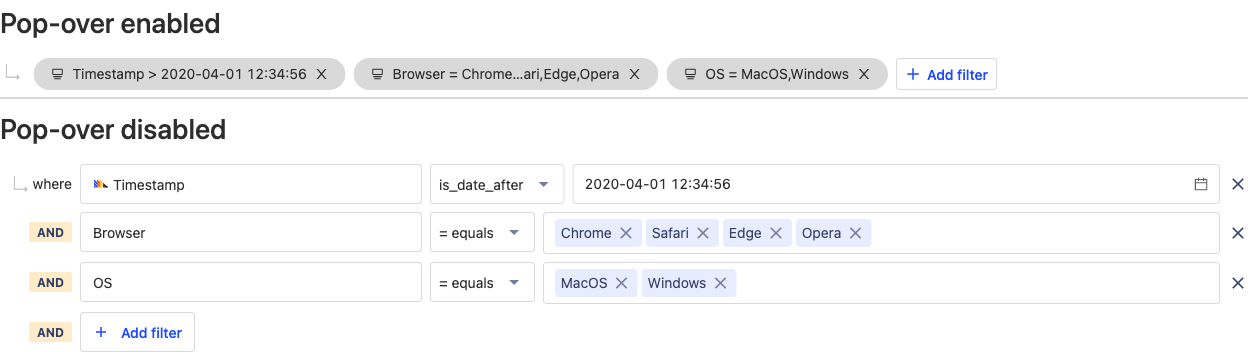 Pop-over enabled
Timestamp > 2020-04-01 12:34:56 Browser = Chrome...ari,Edge,Opera OS = MacOS,Windows + Add filter
Pop-over disabled
where Timestamp is_date_after 2020-04-01 12:34:56
AND Browser = equals Chrome Safari Edge Opera
AND OS = equals MacOS Windows
AND + Add filter